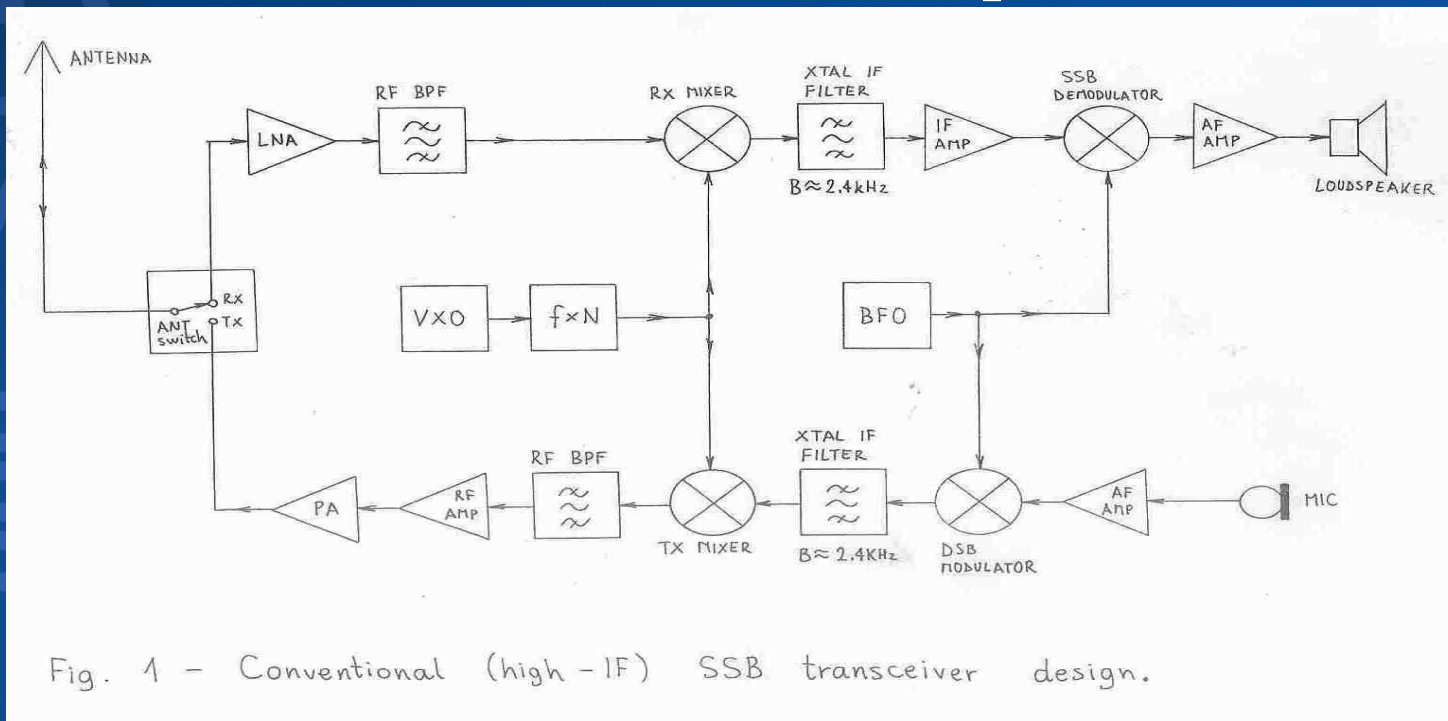 ANTENNA
RF BPF
RX MIXER
XTAL IF
FILTER
SSB
DEMODULATOR
LNA
IF
AMP
AF
AMP
B≈2.4kHz
LOUDSPEAKER
RX
TX
ANT
switch
VXO
f×N
BFO
RF BPF
XTAL IF
FILTER
PA
RF
AMP
AF
AMP
MIC
TX MIXER
B≈2.4KHz
DSB
MODULATOR
Fig. 1 - Conventional (high-IF) SSB transceiver design.